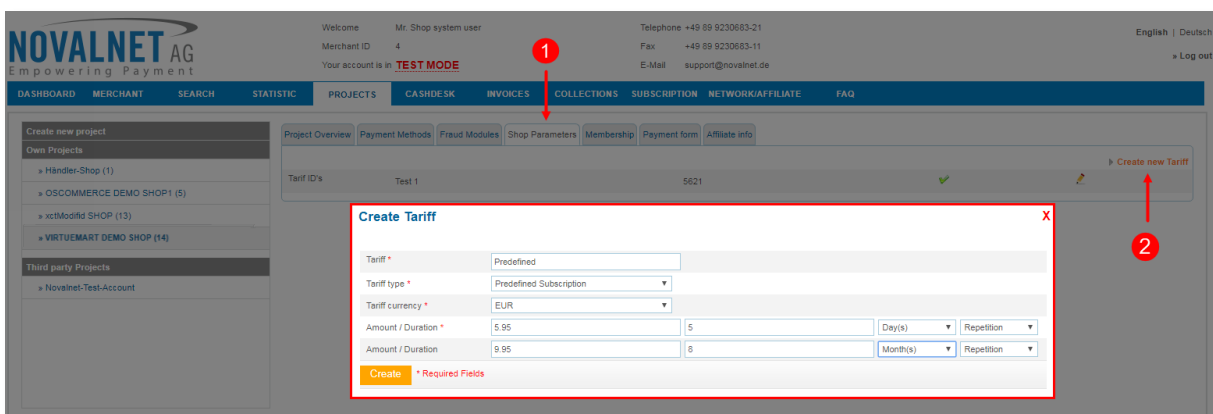 NOVALNET AG
Empowering Payment
Welcome Mr. Shop system user
Merchant ID 4
Your account is in TEST MODE
Telephone +49 89 9230683-21
Fax +49 89 9230683-11
E-Mail support@novalnet.de
English | Deutsch
» Log out
1
DASHBOARD MERCHANT SEARCH STATISTIC PROJECTS CASHDESK INVOICES COLLECTIONS SUBSCRIPTION NETWORK/AFFILIATE FAQ
Create new project
Own Projects
» Händler-Shop (1)
» OSCOMMERCE DEMO SHOP1 (5)
» xctModifid SHOP (13)
» VIRTUEMART DEMO SHOP (14)
Third party Projects
» Novalnet-Test-Account
Project Overview Payment Methods Fraud Modules Shop Parameters Membership Payment form Affiliate info
Create new Tariff
Tarif ID's Test 1 5621
2
Create Tariff X
Tariff * Predefined
Tariff type * Predefined Subscription
Tariff currency * EUR
Amount / Duration * 5.95 5 Day(s) Repetition
Amount / Duration 9.95 8 Month(s) Repetition
Create * Required Fields